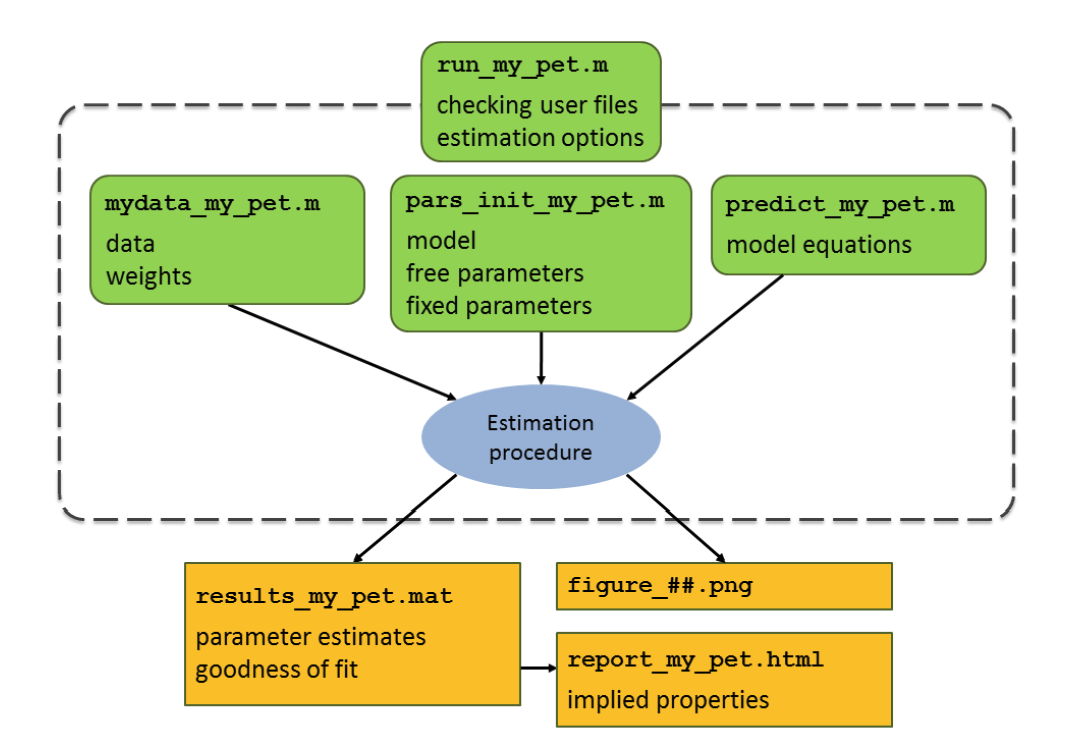 run_my_pet.m
checking user files
estimation options
mydata_my_pet.m
data
weights
pars_init_my_pet.m
model
free parameters
fixed parameters
predict_my_pet.m
model equations
Estimation
procedure
results_my_pet.mat
parameter estimates
goodness of fit
figure_##.png
report_my_pet.html
implied properties